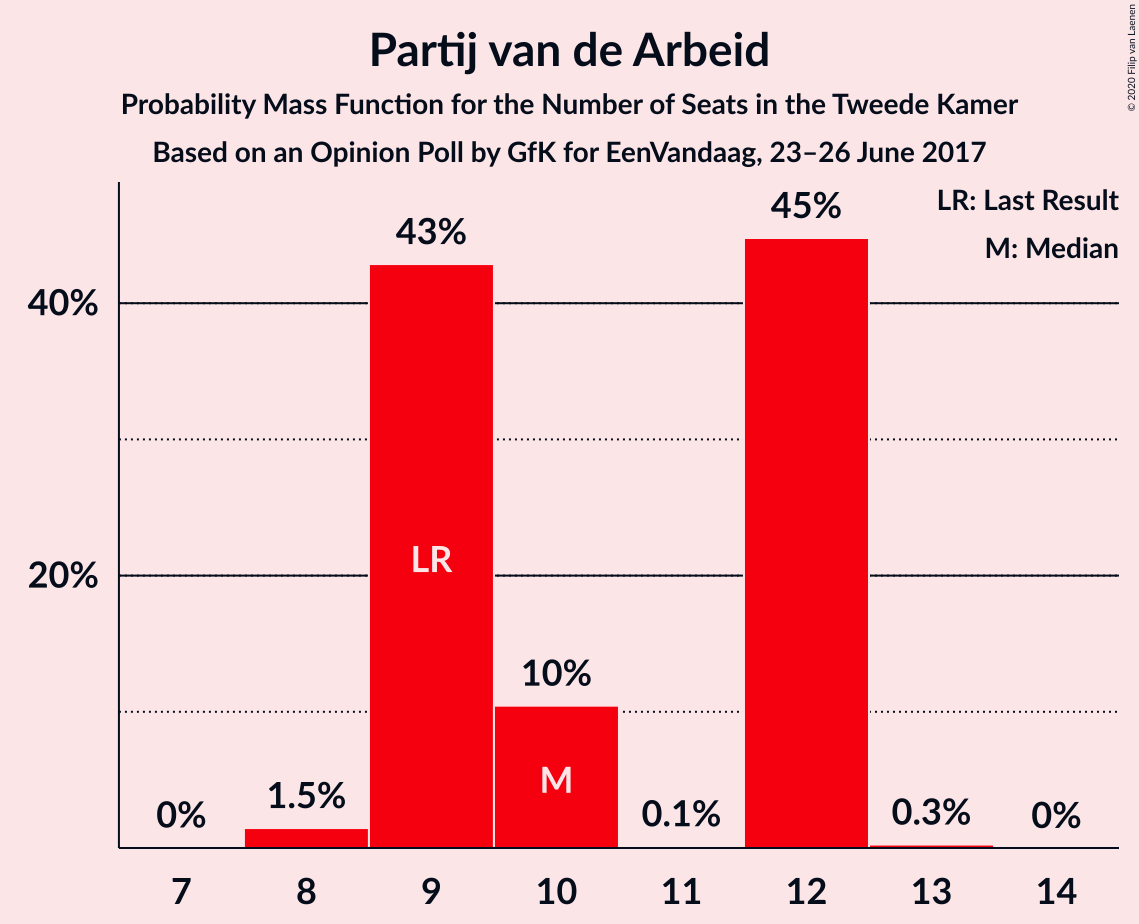 Partij van de Arbeid
Probability Mass Function for the Number of Seats in the Tweede Kamer
Based on an Opinion Poll by GfK for EenVandaag, 23–26 June 2017
© 2020 Filip van Laenen
LR: Last Result
M: Median
40%
20%
0%
1.5%
43%
10%
0.1%
45%
0.3%
0%
LR
M
7 8 9 10 11 12 13 14